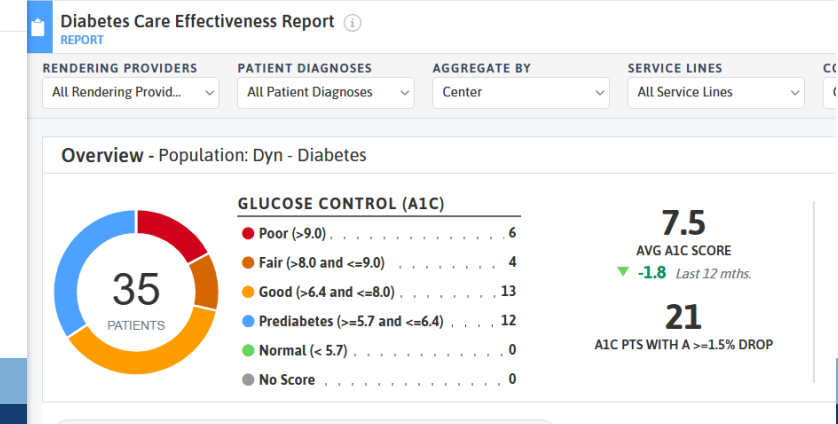 Diabetes Care Effectiveness Report
REPORT
RENDERING PROVIDERS PATIENT DIAGNOSES AGGREGATE BY SERVICE LINES
All Rendering Provid... All Patient Diagnoses Center All Service Lines
Overview - Population: Dyn - Diabetes
35
PATIENTS
GLUCOSE CONTROL (A1C)
Poor (>9.0) 6
Fair (>8.0 and <=9.0) 4
Good (>6.4 and <=8.0) 13
Prediabetes (>=5.7 and <=6.4) 12
Normal (< 5.7) 0
No Score 0
7.5
AVG A1C SCORE
-1.8 Last 12 mths.
21
A1C PTS WITH A >=1.5% DROP